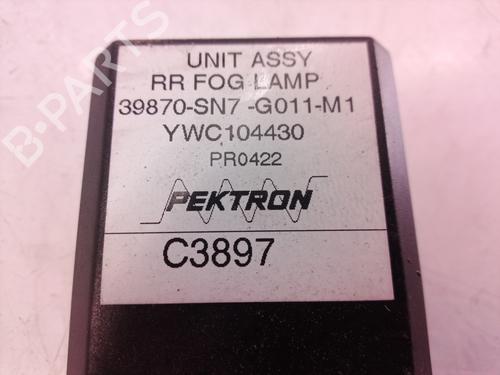 UNIT ASSY
RR FOG LAMP
39870-SN7 -G011-M1
YWC104430
PR0422
PEKTRON
C3897
B-PARTS